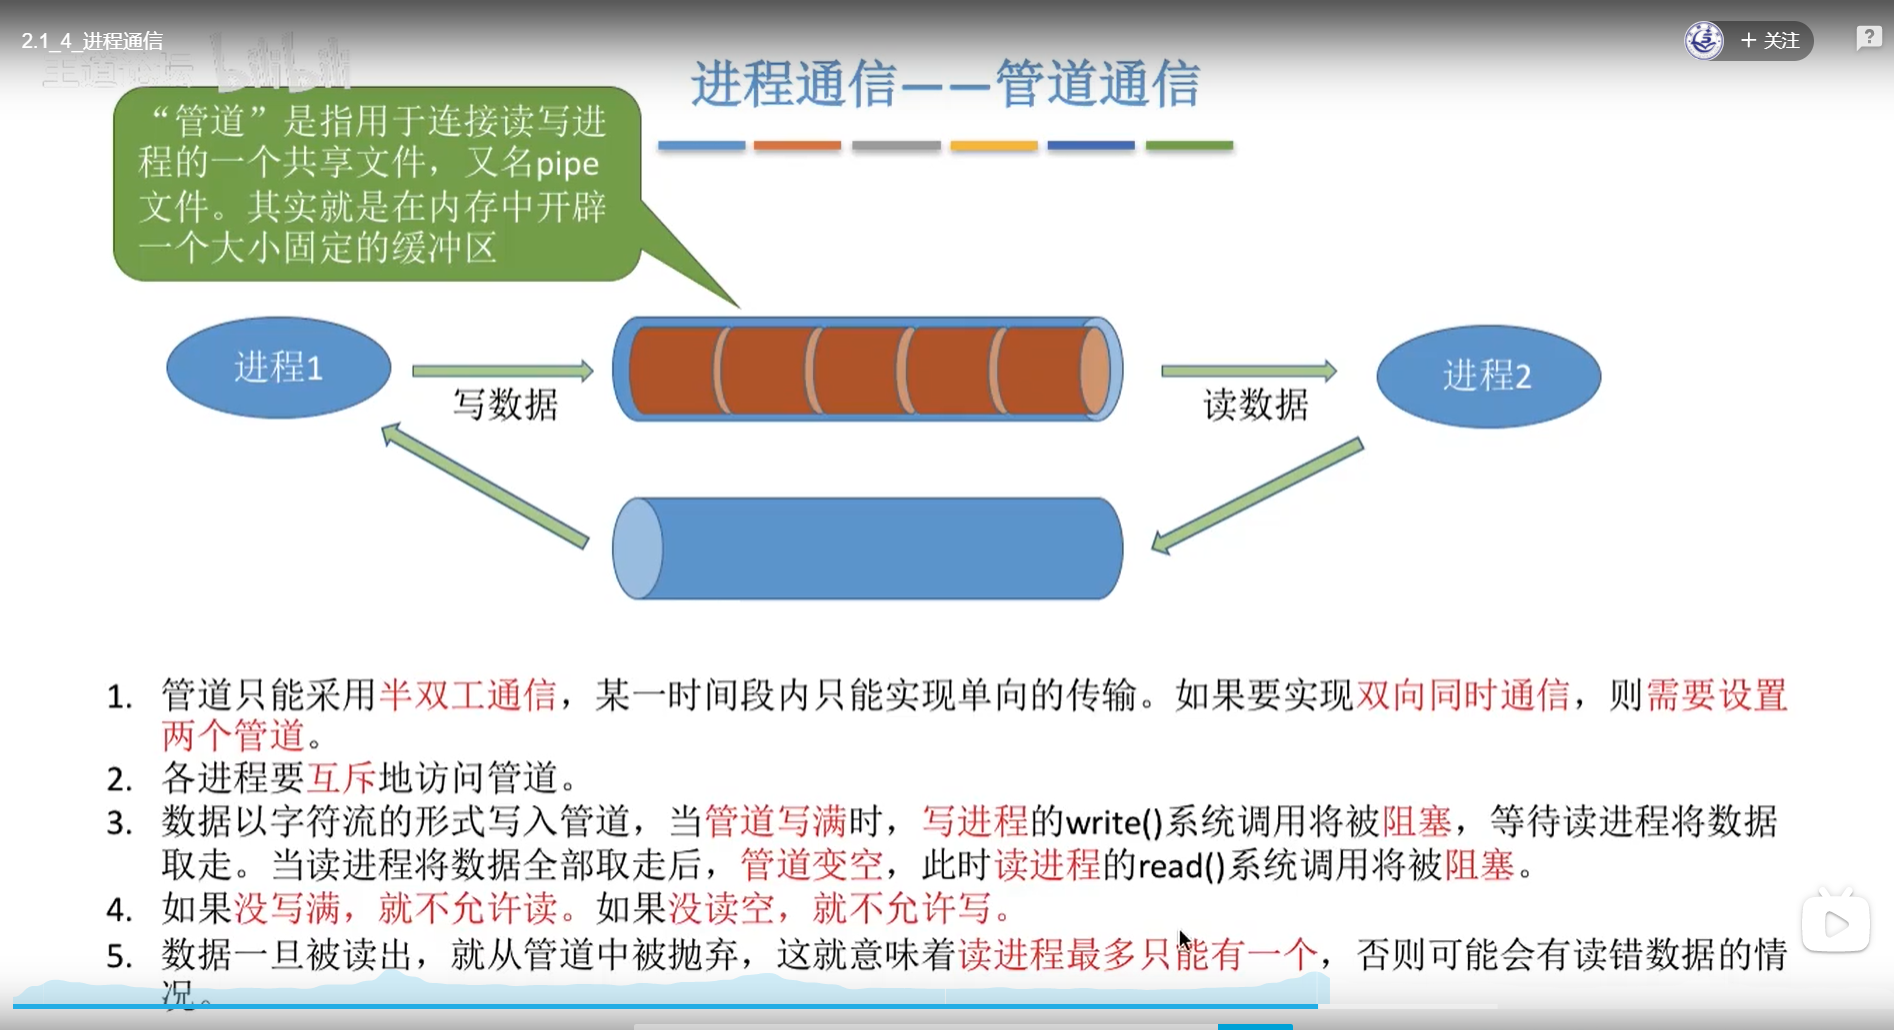 2.1_4_进程通信
王道论坛 bilibili
+ 关注
进程通信——管道通信
“管道”是指用于连接读写进
程的一个共享文件，又名pipe
文件。其实就是在内存中开辟
一个大小固定的缓冲区
进程1
写数据
读数据
进程2
1. 管道只能采用半双工通信，某一时间段内只能实现单向的传输。如果要实现双向同时通信，则需要设置
两个管道。
2. 各进程要互斥地访问管道。
3. 数据以字符流的形式写入管道，当管道写满时，写进程的write()系统调用将被阻塞，等待读进程将数据
取走。当读进程将数据全部取走后，管道变空，此时读进程的read()系统调用将被阻塞。
4. 如果没写满，就不允许读。如果没读空，就不允许写。
5. 数据一旦被读出，就从管道中被抛弃，这就意味着读进程最多只能有一个，否则可能会有读错数据的情
况。